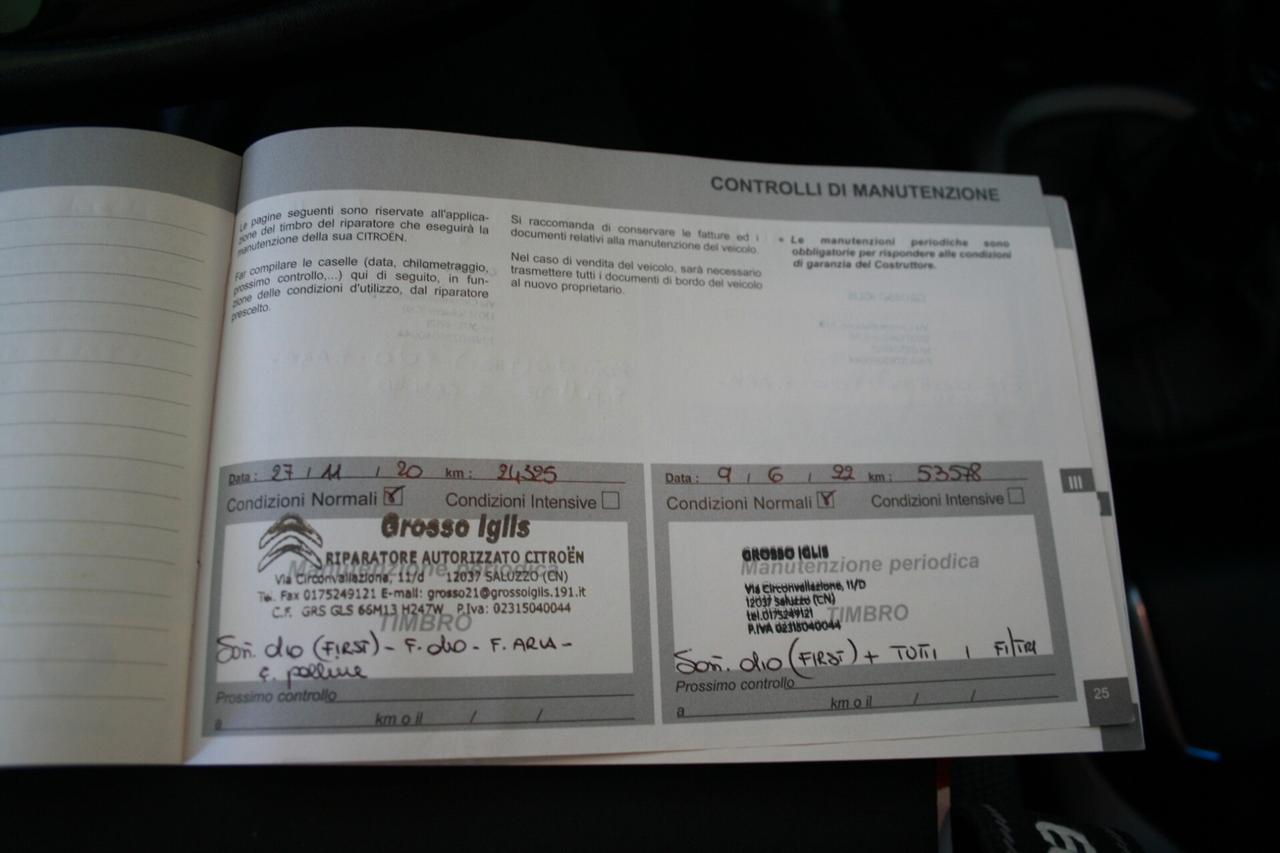 CONTROLLI DI MANUTENZIONE
Le pagine seguenti sono riservate all'applica-
zione del timbro del riparatore che eseguirà la
manutenzione della sua CITROËN.
Far compilare le caselle (data, chilometraggio,
prossimo controllo,...) qui di seguito, in fun-
zione delle condizioni d'utilizzo, dal riparatore
prescelto.
Si raccomanda di conservare le fatture ed i
documenti relativi alla manutenzione del veicolo.
Nel caso di vendita del veicolo, sarà necessario
trasmettere tutti i documenti di bordo del veicolo
al nuovo proprietario.
• Le manutenzioni periodiche sono
obbligatorie per rispondere alle condizioni
di garanzia del Costruttore.
Data : 27 / 11 / 20 km : 24325
Condizioni Normali Condizioni Intensive
Grosso Iglis
RIPARATORE AUTORIZZATO CITROËN
Manutenzione periodica
Via Circonvallazione, 11/d 12037 SALUZZO (CN)
Tel. Fax 0175249121 E-mail: grosso21@grossoiglis.191.it
C.F. GRS GLS 66M13 H247W P.Iva: 02315040044
TIMBRO
Sost. olio (FIRST) - F. olio - F. ARIA -
F. polline
Prossimo controllo
a km o il / /
Data : 9 / 6 / 22 km : 53578
Condizioni Normali Condizioni Intensive
GROSSO IGLIS
Manutenzione periodica
Via Circonvallazione, 11/D
12037 Saluzzo (CN)
tel.0175249121
TIMBRO
P.IVA 02315040044
Sost. olio (FIRST) + TUTTI I FILTRI
Prossimo controllo
a km o il / /
III
25